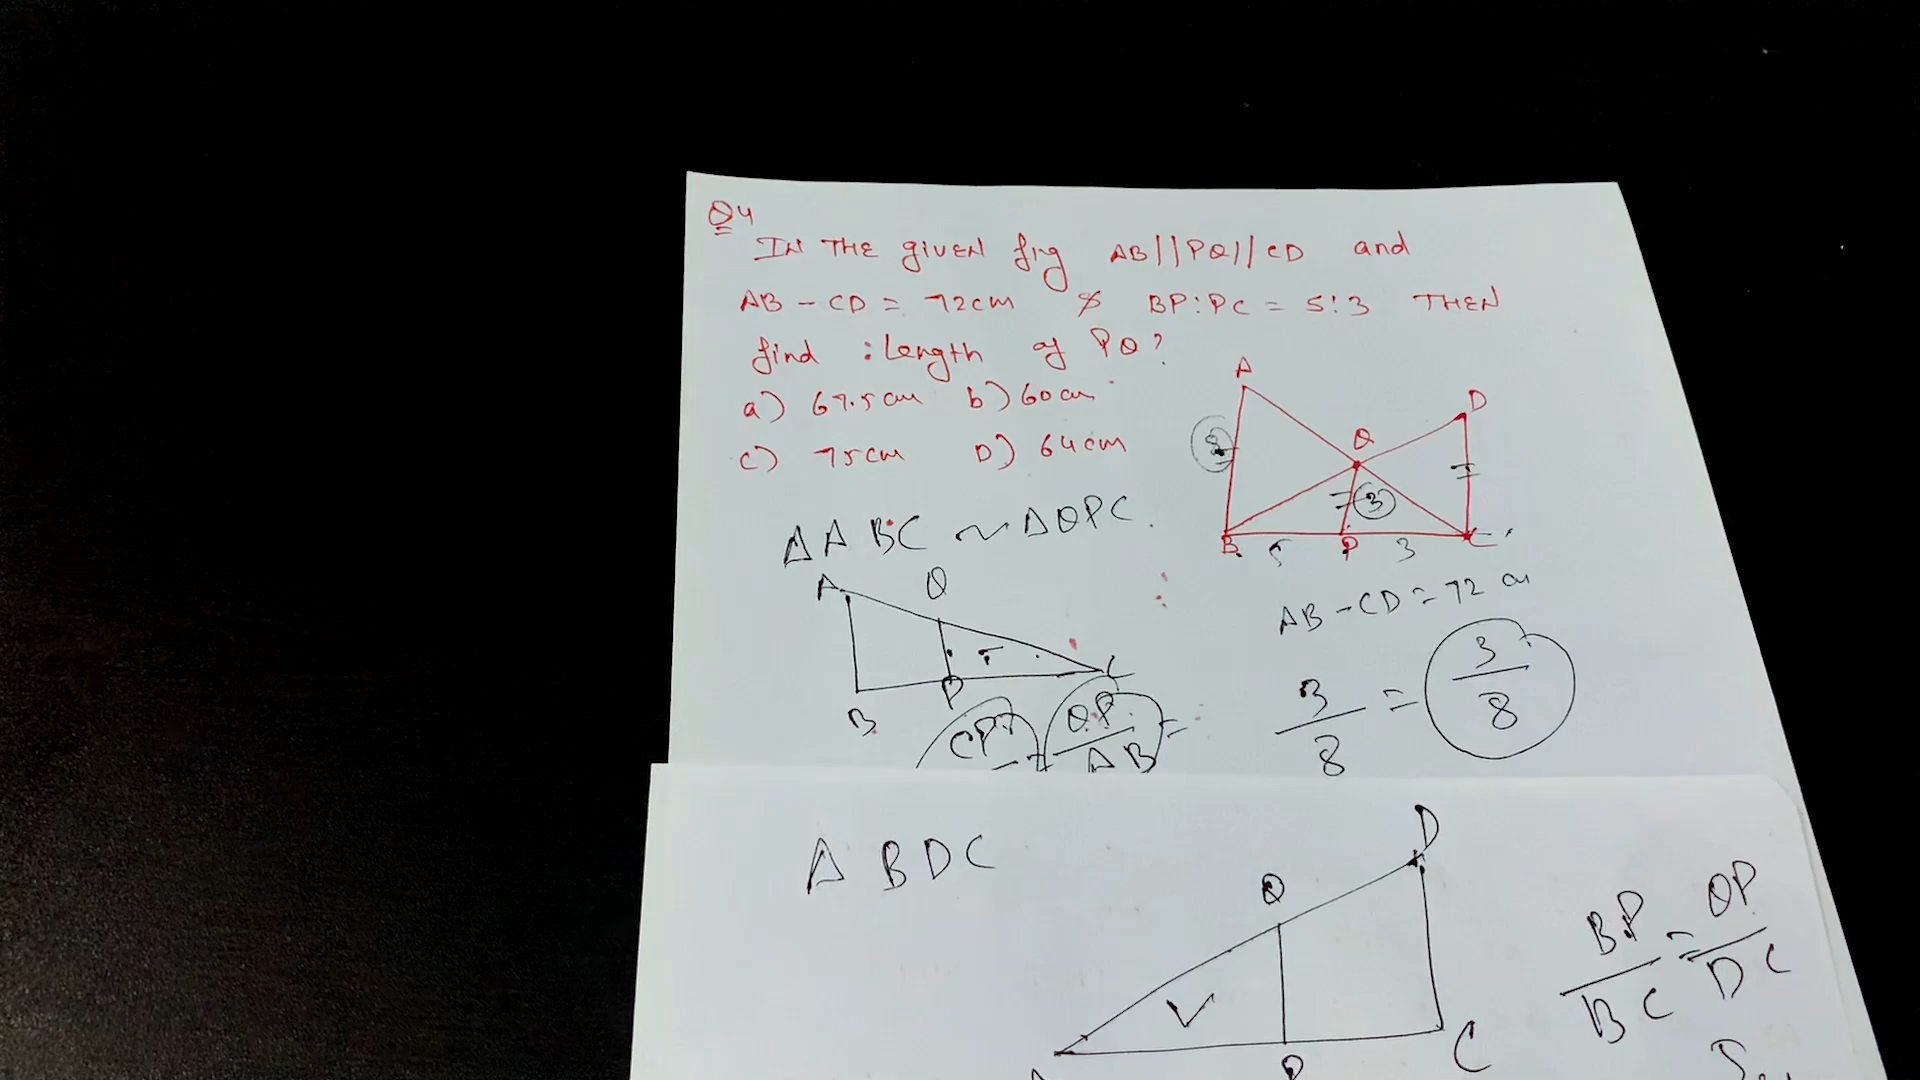 Q4
IN THE given fig AB||PQ||CD and
AB - CD = 72cm & BP:PC = 5:3 THEN
find : Length of PQ?
a) 67.5cm b) 60cm
c) 75cm D) 64cm
A
D
Q
8
3
B 5 P 3 C
ΔABC ~ ΔQPC.
A Q
B P C
AB - CD = 72 cm
CP QP/AB =
3/8 = 3/8
Δ BDC
D
Q
P C
BP/BC = QP/DC
5